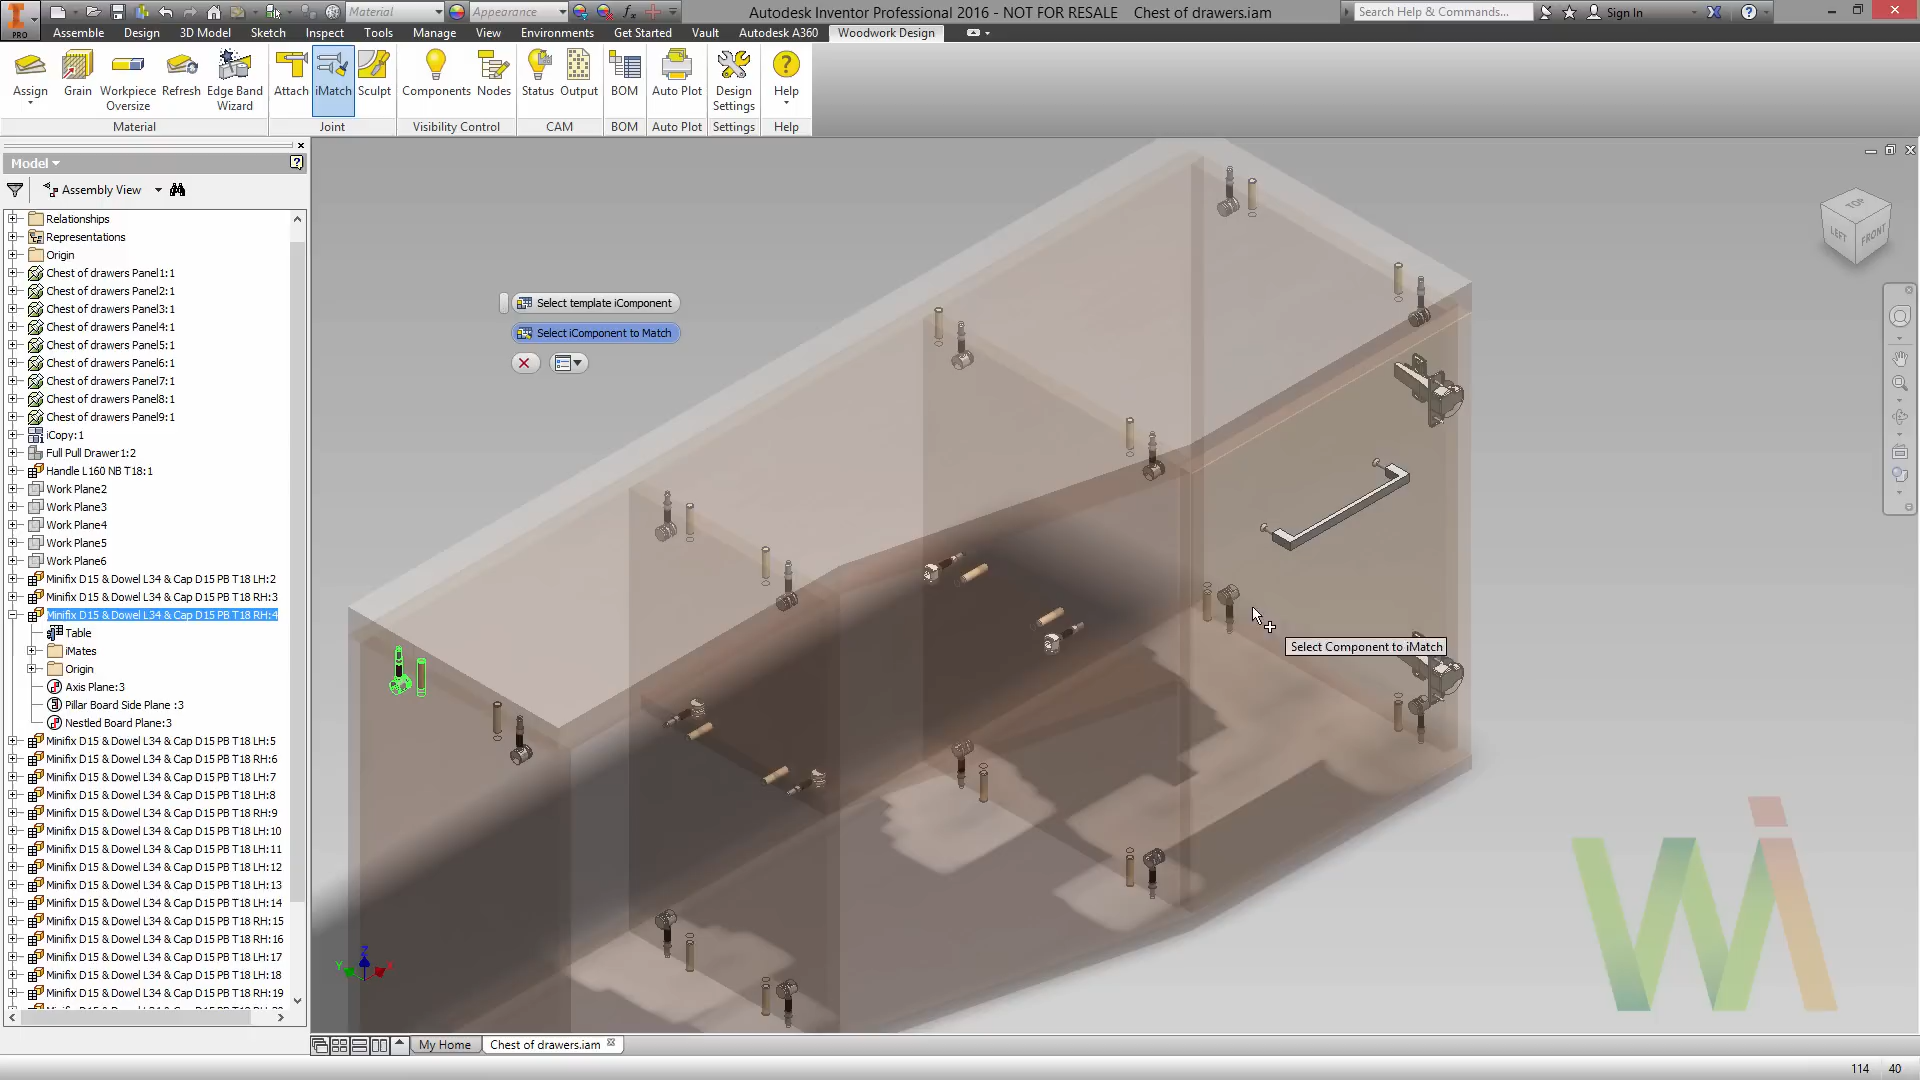 Material
Appearance
Autodesk Inventor Professional 2016 - NOT FOR RESALE Chest of drawers.iam
Search Help & Commands...
Sign In
PRO
Assemble
Design
3D Model
Sketch
Inspect
Tools
Manage
View
Environments
Get Started
Vault
Autodesk A360
Woodwork Design
Assign
Grain
Workpiece
Oversize
Refresh
Edge Band
Wizard
Attach
iMatch
Sculpt
Components
Nodes
Status
Output
BOM
Auto Plot
Design
Settings
Help
Material
Joint
Visibility Control
CAM
BOM
Auto Plot
Settings
Help
Model
Assembly View
Relationships
Representations
Origin
Chest of drawers Panel1:1
Chest of drawers Panel2:1
Chest of drawers Panel3:1
Chest of drawers Panel4:1
Chest of drawers Panel5:1
Chest of drawers Panel6:1
Chest of drawers Panel7:1
Chest of drawers Panel8:1
Chest of drawers Panel9:1
iCopy:1
Full Pull Drawer1:2
Handle L160 NB T18:1
Work Plane2
Work Plane3
Work Plane4
Work Plane5
Work Plane6
Minifix D15 & Dowel L34 & Cap D15 PB T18 LH:2
Minifix D15 & Dowel L34 & Cap D15 PB T18 RH:3
Minifix D15 & Dowel L34 & Cap D15 PB T18 RH:4
Table
iMates
Origin
Axis Plane:3
Pillar Board Side Plane :3
Nestled Board Plane:3
Minifix D15 & Dowel L34 & Cap D15 PB T18 LH:5
Minifix D15 & Dowel L34 & Cap D15 PB T18 RH:6
Minifix D15 & Dowel L34 & Cap D15 PB T18 LH:7
Minifix D15 & Dowel L34 & Cap D15 PB T18 LH:8
Minifix D15 & Dowel L34 & Cap D15 PB T18 RH:9
Minifix D15 & Dowel L34 & Cap D15 PB T18 LH:10
Minifix D15 & Dowel L34 & Cap D15 PB T18 LH:11
Minifix D15 & Dowel L34 & Cap D15 PB T18 LH:12
Minifix D15 & Dowel L34 & Cap D15 PB T18 LH:13
Minifix D15 & Dowel L34 & Cap D15 PB T18 LH:14
Minifix D15 & Dowel L34 & Cap D15 PB T18 RH:15
Minifix D15 & Dowel L34 & Cap D15 PB T18 RH:16
Minifix D15 & Dowel L34 & Cap D15 PB T18 LH:17
Minifix D15 & Dowel L34 & Cap D15 PB T18 LH:18
Minifix D15 & Dowel L34 & Cap D15 PB T18 RH:19
Select template iComponent
Select iComponent to Match
Select Component to iMatch
TOP
LEFT
FRONT
Z
Y
X
My Home
Chest of drawers.iam
114 40